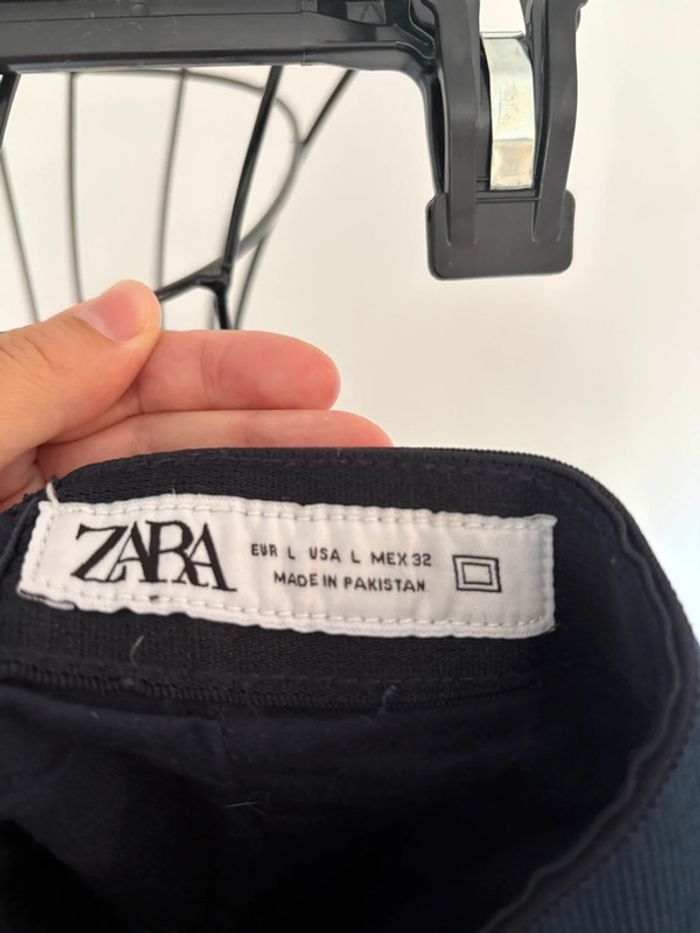 ZARA
EUR L USA L MEX 32
MADE IN PAKISTAN